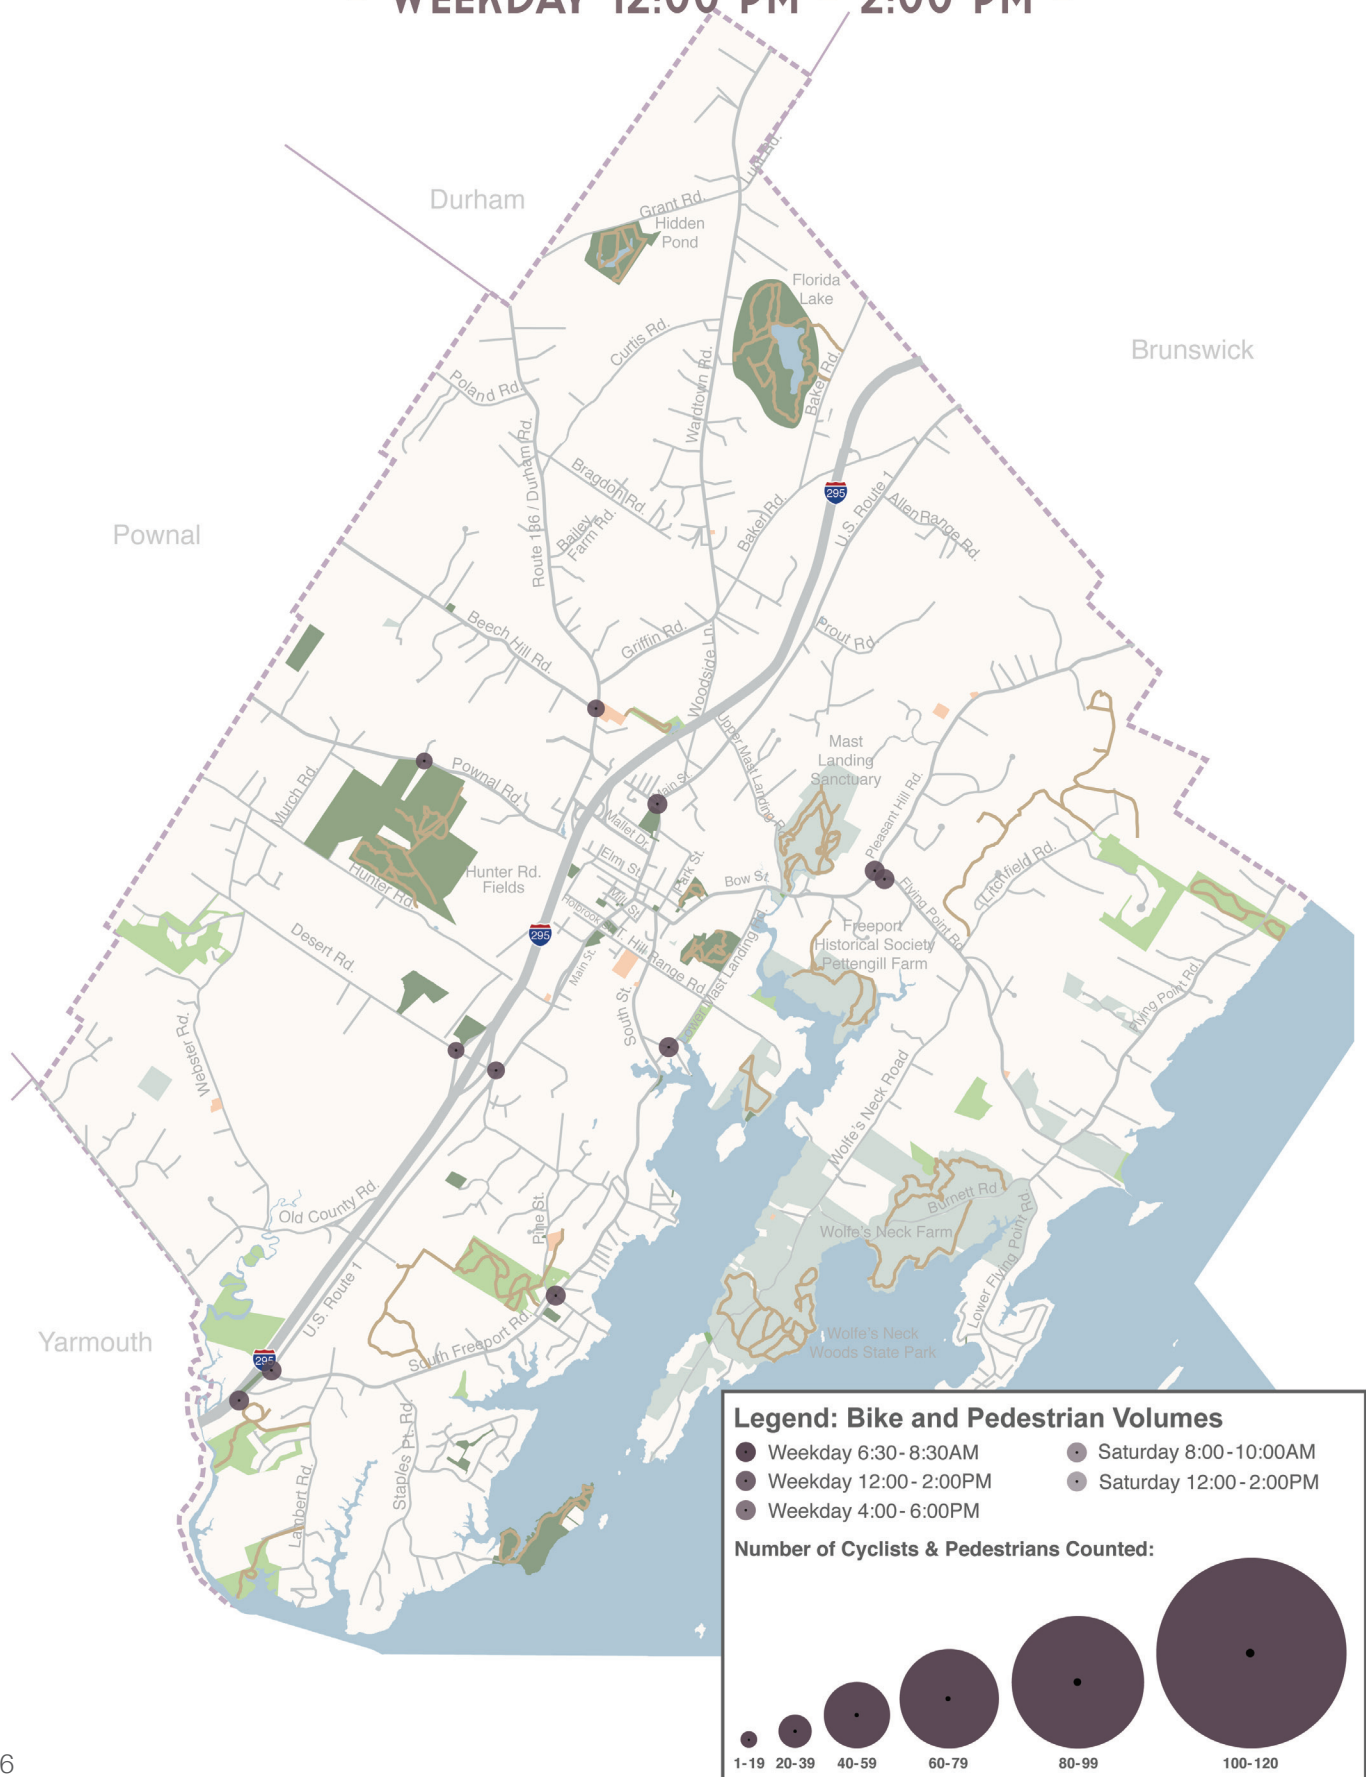 WEEKDAY 12:00 PM 2:00 PM
Durham
Lunt Rd.
Grant Rd.
Hidden
Pond
Florida
Lake
Brunswick
Curtis Rd.
Wardtown Rd.
Baker Rd.
Poland Rd.
Route 136 / Durham Rd.
Bragdon Rd.
Bailey
Farm Rd.
Baker Rd.
295
U.S. Route 1
Allen Range Rd.
Pownal
Beech Hill Rd.
Griffin Rd.
Woodside Ln.
Prout Rd.
Upper Mast Landing Rd.
Mast
Landing
Sanctuary
Pownal Rd.
Murch Rd.
Main St.
Mallet Dr.
Pleasant Hill Rd.
Elm St.
Park St.
Bow St.
Hunter Rd.
Fields
Hunter Rd.
Mill St.
Holbrook
Litchfield Rd.
Flying Point Rd.
295
Desert Rd.
Main St.
T. Hill Range Rd.
Freeport
Historical Society
Pettengill Farm
Lower Mast Landing Rd.
South St.
Flying Point Rd.
Webster Rd.
Wolfe's Neck Road
Old County Rd.
Pine St.
Burnett Rd
Wolfe's Neck Farm
Lower Flying Point Rd
U.S. Route 1
Yarmouth
South Freeport Rd.
Wolfe's Neck
Woods State Park
295
Staples Pt. Rd.
Lambert Rd.
Legend: Bike and Pedestrian Volumes
Weekday 6:30-8:30AM
Saturday 8:00-10:00AM
Weekday 12:00-2:00PM
Saturday 12:00-2:00PM
Weekday 4:00-6:00PM
Number of Cyclists & Pedestrians Counted:
1-19 20-39 40-59 60-79 80-99 100-120
6